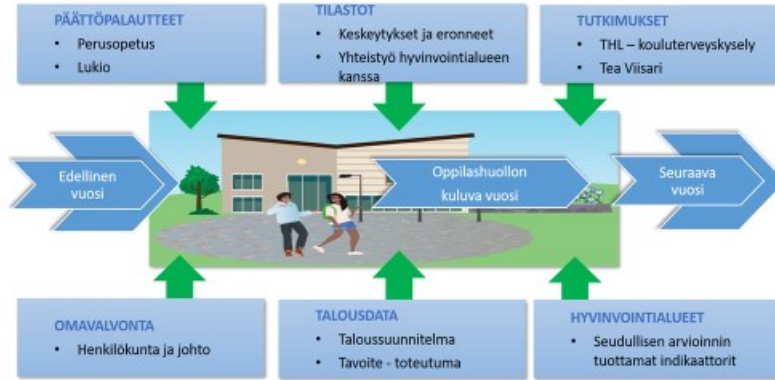 PÄÄTTÖPALAUTTEET
• Perusopetus
• Lukio
TILASTOT
• Keskeytykset ja eronneet
• Yhteistyö hyvinvointialueen
kanssa
TUTKIMUKSET
• THL – kouluterveyskysely
• Tea Viisari
Edellinen
vuosi
Oppilashuollon
kuluva vuosi
Seuraava
vuosi
OMAVALVONTA
• Henkilökunta ja johto
TALOUSDATA
• Taloussuunnitelma
• Tavoite - toteutuma
HYVINVOINTIALUEET
• Seudullisen arvioinnin
tuottamat indikaattorit